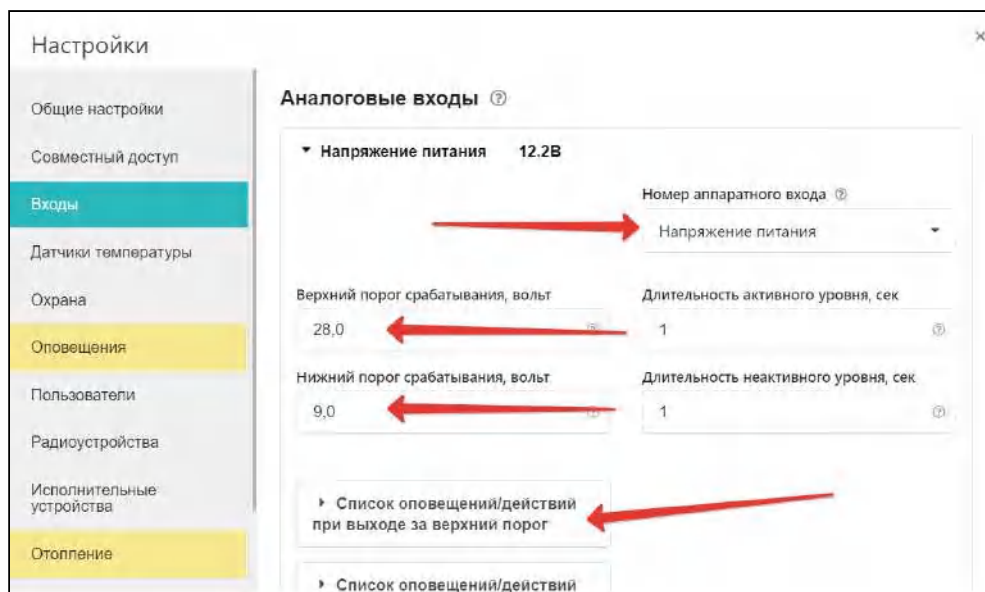 Настройки
Общие настройки
Совместный доступ
Входы
Датчики температуры
Охрана
Оповещения
Пользователи
Радиоустройства
Исполнительные
устройства
Отопление
Аналоговые входы
Напряжение питания 12.2В
Номер аппаратного входа
Напряжение питания
Верхний порог срабатывания, вольт
28,0
Длительность активного уровня, сек
1
Нижний порог срабатывания, вольт
9,0
Длительность неактивного уровня, сек
1
Список оповещений/действий
при выходе за верхний порог
Список оповещений/действий